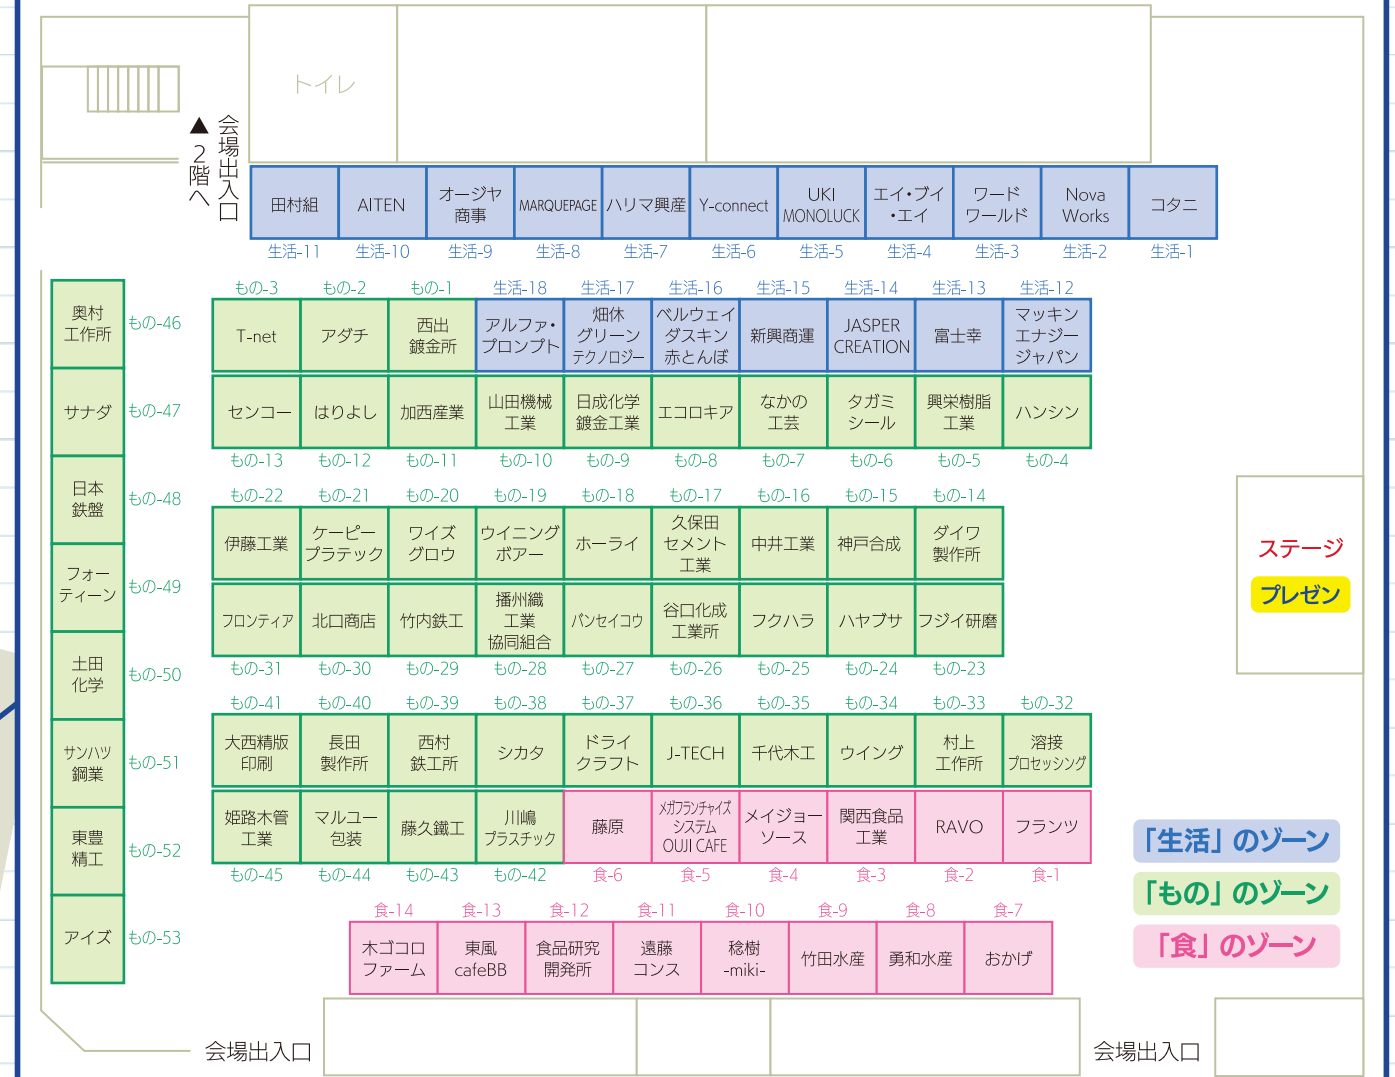 トイレ
会場出入口
▲2階へ
田村組
AITEN
オージヤ
商事
MARQUEPAGE
ハリマ興産
Y-connect
UKI
MONOLUCK
エイ・ブイ
・エイ
ワード
ワールド
Nova
Works
コタニ
生活-11
生活-10
生活-9
生活-8
生活-7
生活-6
生活-5
生活-4
生活-3
生活-2
生活-1
奥村
工作所
もの-46
サナダ
もの-47
日本
鉄盤
もの-48
フォー
ティーン
もの-49
土田
化学
もの-50
サンハツ
鋼業
もの-51
東豊
精工
もの-52
アイズ
もの-53
もの-3
もの-2
もの-1
生活-18
生活-17
生活-16
生活-15
生活-14
生活-13
生活-12
T-net
アダチ
西出
鍍金所
アルファ・
プロンプト
畑休
グリーン
テクノロジー
ベルウェイ
ダスキン
赤とんぼ
新興商運
JASPER
CREATION
富士幸
マッキン
エナジー
ジャパン
センコー
はりよし
加西産業
山田機械
工業
日成化学
鍍金工業
エコロキア
なかの
工芸
タガミ
シール
興栄樹脂
工業
ハンシン
もの-13
もの-12
もの-11
もの-10
もの-9
もの-8
もの-7
もの-6
もの-5
もの-4
もの-22
もの-21
もの-20
もの-19
もの-18
もの-17
もの-16
もの-15
もの-14
伊藤工業
ケーピー
プラテック
ワイズ
グロウ
ウイニング
ボアー
ホーライ
久保田
セメント
工業
中井工業
神戸合成
ダイワ
製作所
フロンティア
北口商店
竹内鉄工
播州織
工業
協同組合
バンセイコウ
谷口化成
工業所
フクハラ
ハヤブサ
フジイ研磨
もの-31
もの-30
もの-29
もの-28
もの-27
もの-26
もの-25
もの-24
もの-23
もの-41
もの-40
もの-39
もの-38
もの-37
もの-36
もの-35
もの-34
もの-33
もの-32
大西精版
印刷
長田
製作所
西村
鉄工所
シカタ
ドライ
クラフト
J-TECH
千代木工
ウイング
村上
工作所
溶接
プロセッシング
姫路木管
工業
マルユー
包装
藤久鐵工
川嶋
プラスチック
藤原
メガフランチャイズ
システム
OUJI CAFE
メイジョー
ソース
関西食品
工業
RAVO
フランツ
もの-45
もの-44
もの-43
もの-42
食-6
食-5
食-4
食-3
食-2
食-1
食-14
食-13
食-12
食-11
食-10
食-9
食-8
食-7
木ゴコロ
ファーム
東風
cafeBB
食品研究
開発所
遠藤
コンス
稔樹
-miki-
竹田水産
勇和水産
おかげ
ステージ
プレゼン
「生活」のゾーン
「もの」のゾーン
「食」のゾーン
会場出入口
会場出入口